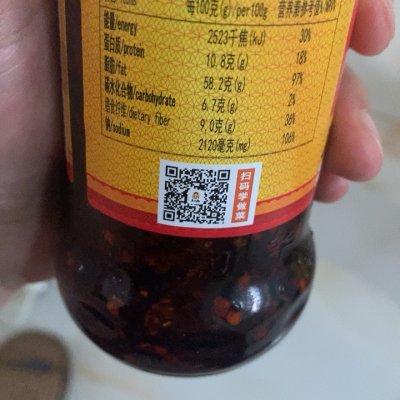 每100克(g)/per100g 营养素参考值%/NRV%
能量/energy 2523千焦(kJ) 30%
蛋白质/protein 10.8克(g) 18%
脂肪/fat 58.2克(g) 97%
碳水化合物/carbohydrate 6.7克(g) 2%
膳食纤维/dietary fiber 9.0克(g) 36%
钠/sodium 2120毫克(mg) 106%
扫码学做菜